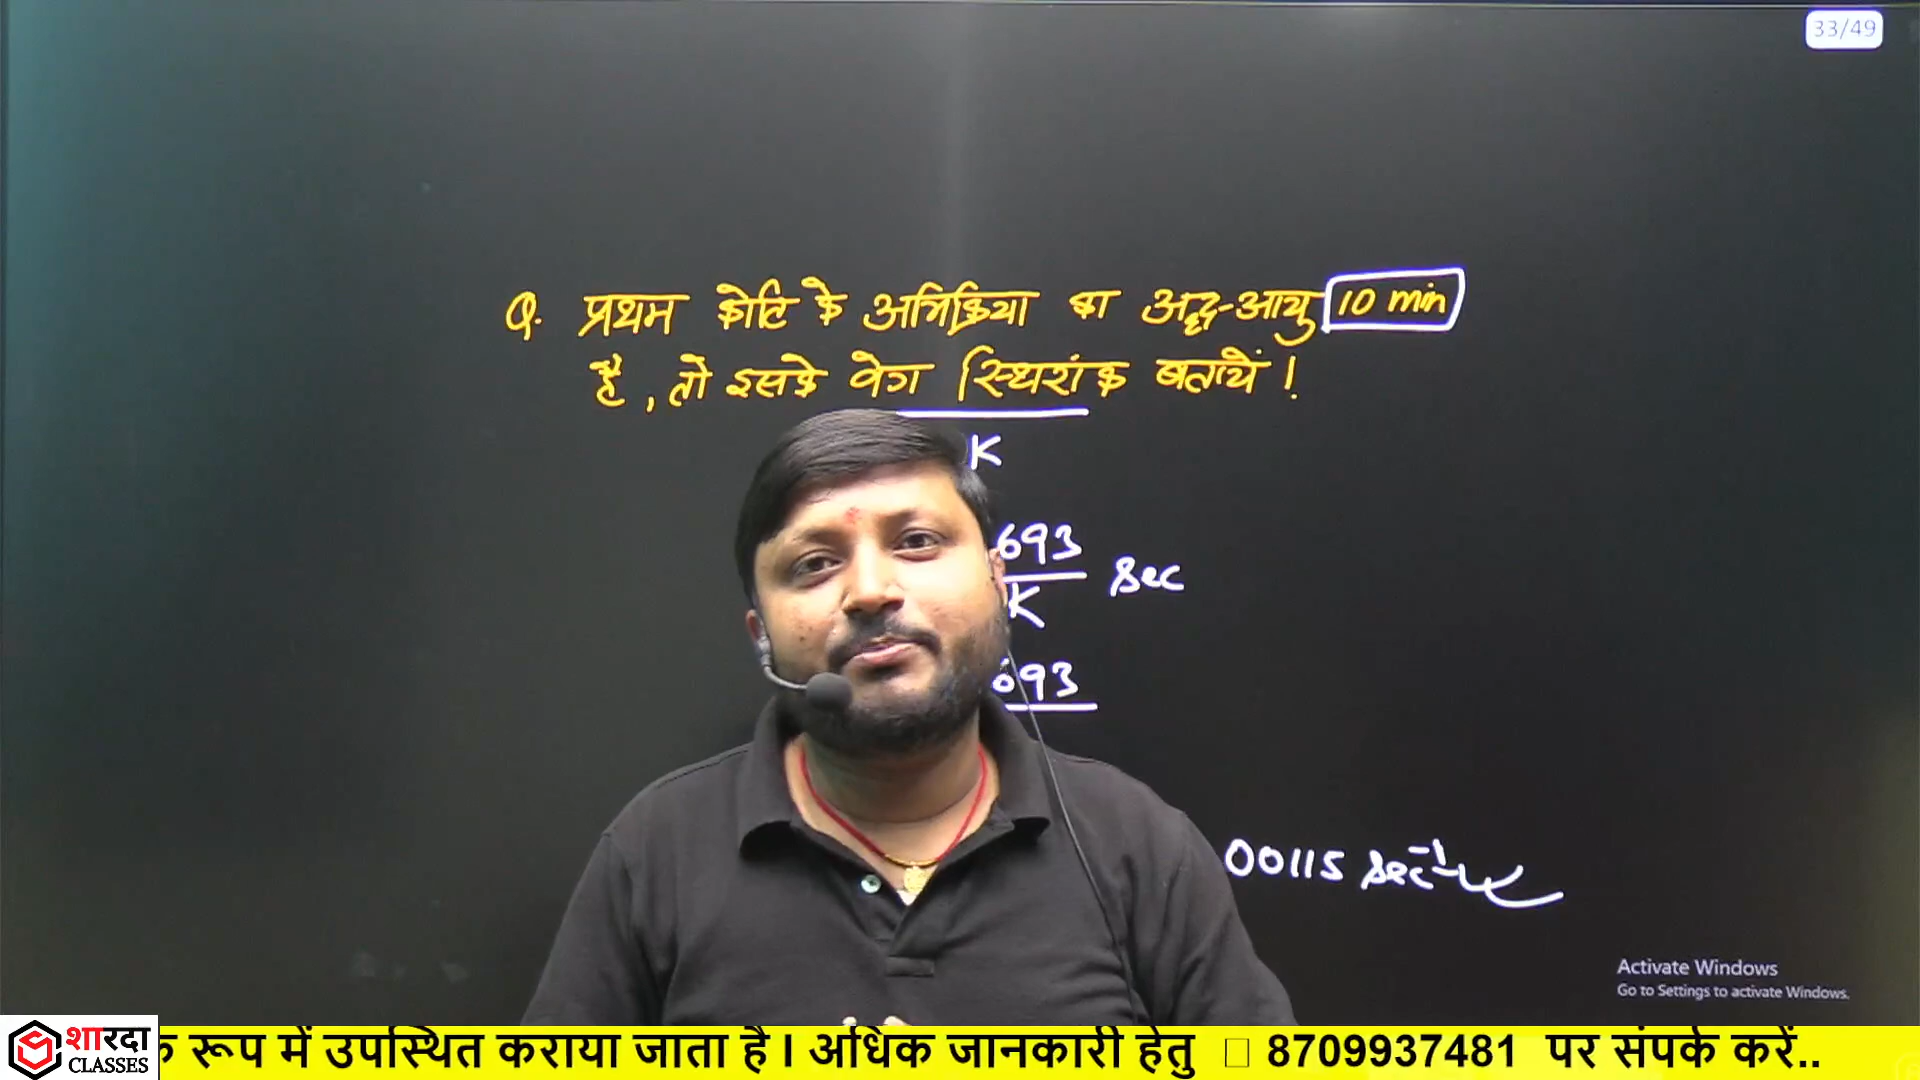 33/49
Q. प्रथम कोटि के अभिक्रिया का अर्द्ध-आयु 10 min
है, तो इसके वेग स्थिरांक बतायें !
K
693
K
sec
693
00115 sec⁻¹
Activate Windows
Go to Settings to activate Windows.
शारदा
CLASSES
रूप में उपस्थित कराया जाता है । अधिक जानकारी हेतु 8709937481 पर संपर्क करें..